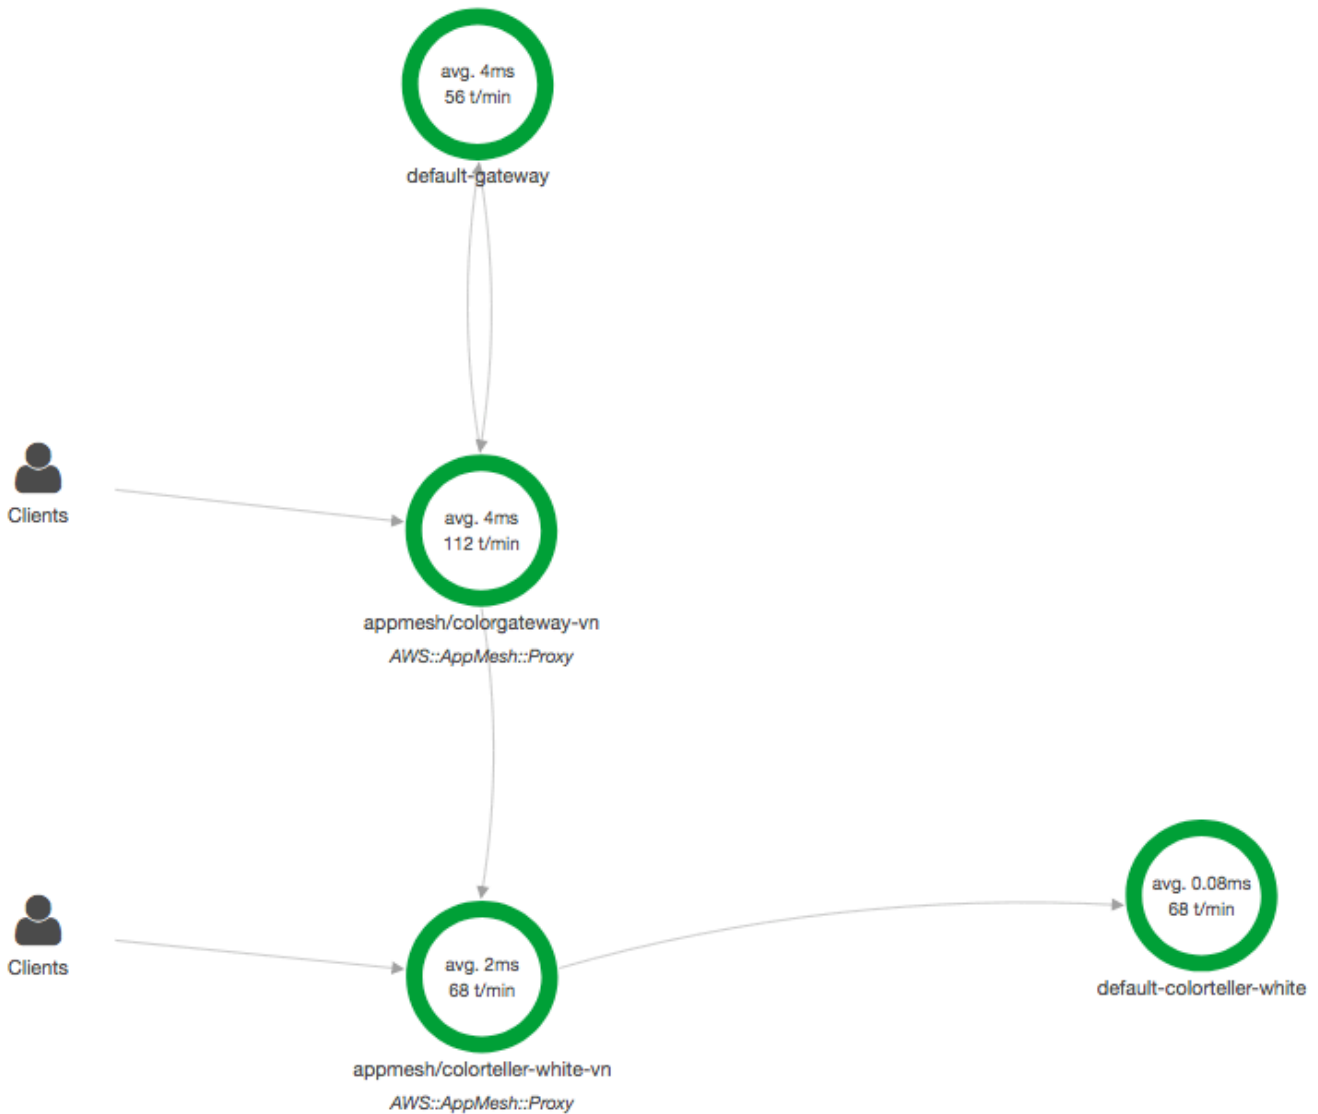 avg. 4ms
56 t/min
default-gateway
Clients
avg. 4ms
112 t/min
appmesh/colorgateway-vn
AWS::AppMesh::Proxy
Clients
avg. 2ms
68 t/min
appmesh/colorteller-white-vn
AWS::AppMesh::Proxy
avg. 0.08ms
68 t/min
default-colorteller-white